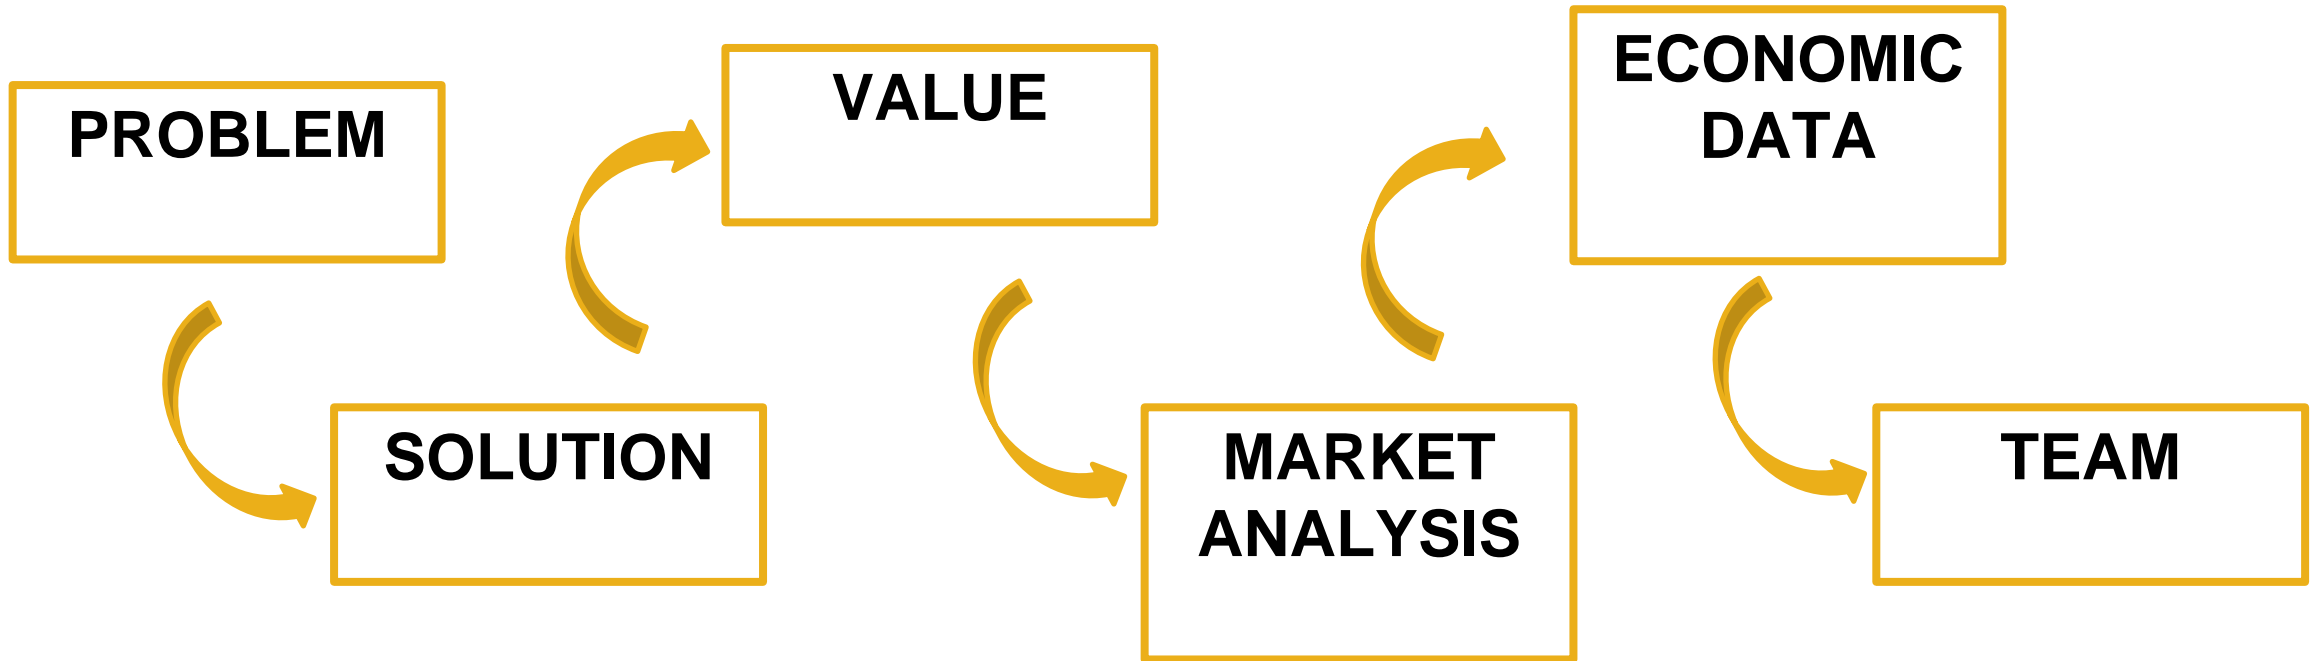 PROBLEM
SOLUTION
VALUE
MARKET
ANALYSIS
ECONOMIC
DATA
TEAM